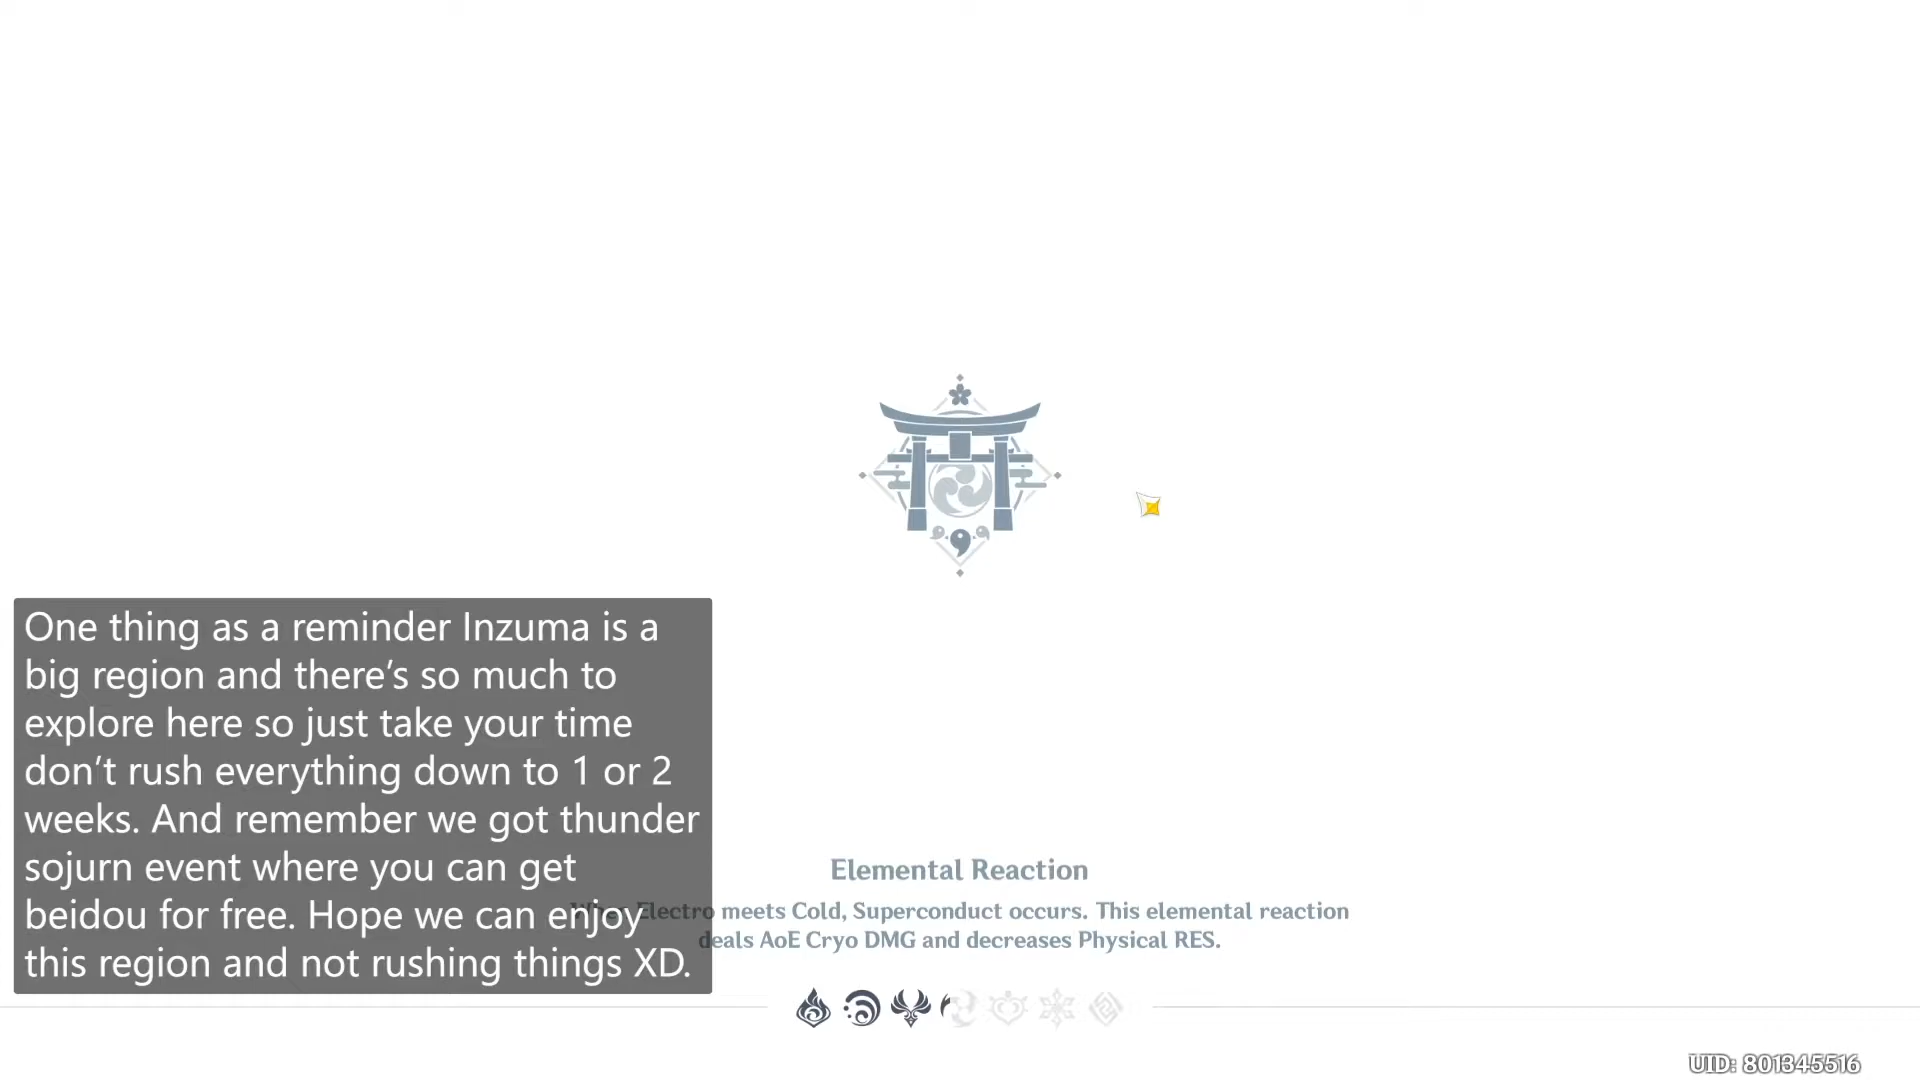 One thing as a reminder Inzuma is a
big region and there's so much to
explore here so just take your time
don't rush everything down to 1 or 2
weeks. And remember we got thunder
sojurn event where you can get
beidou for free. Hope we can enjoy
this region and not rushing things XD.
Elemental Reaction
When Electro meets Cold, Superconduct occurs. This elemental reaction
deals AoE Cryo DMG and decreases Physical RES.
UID: 801345516